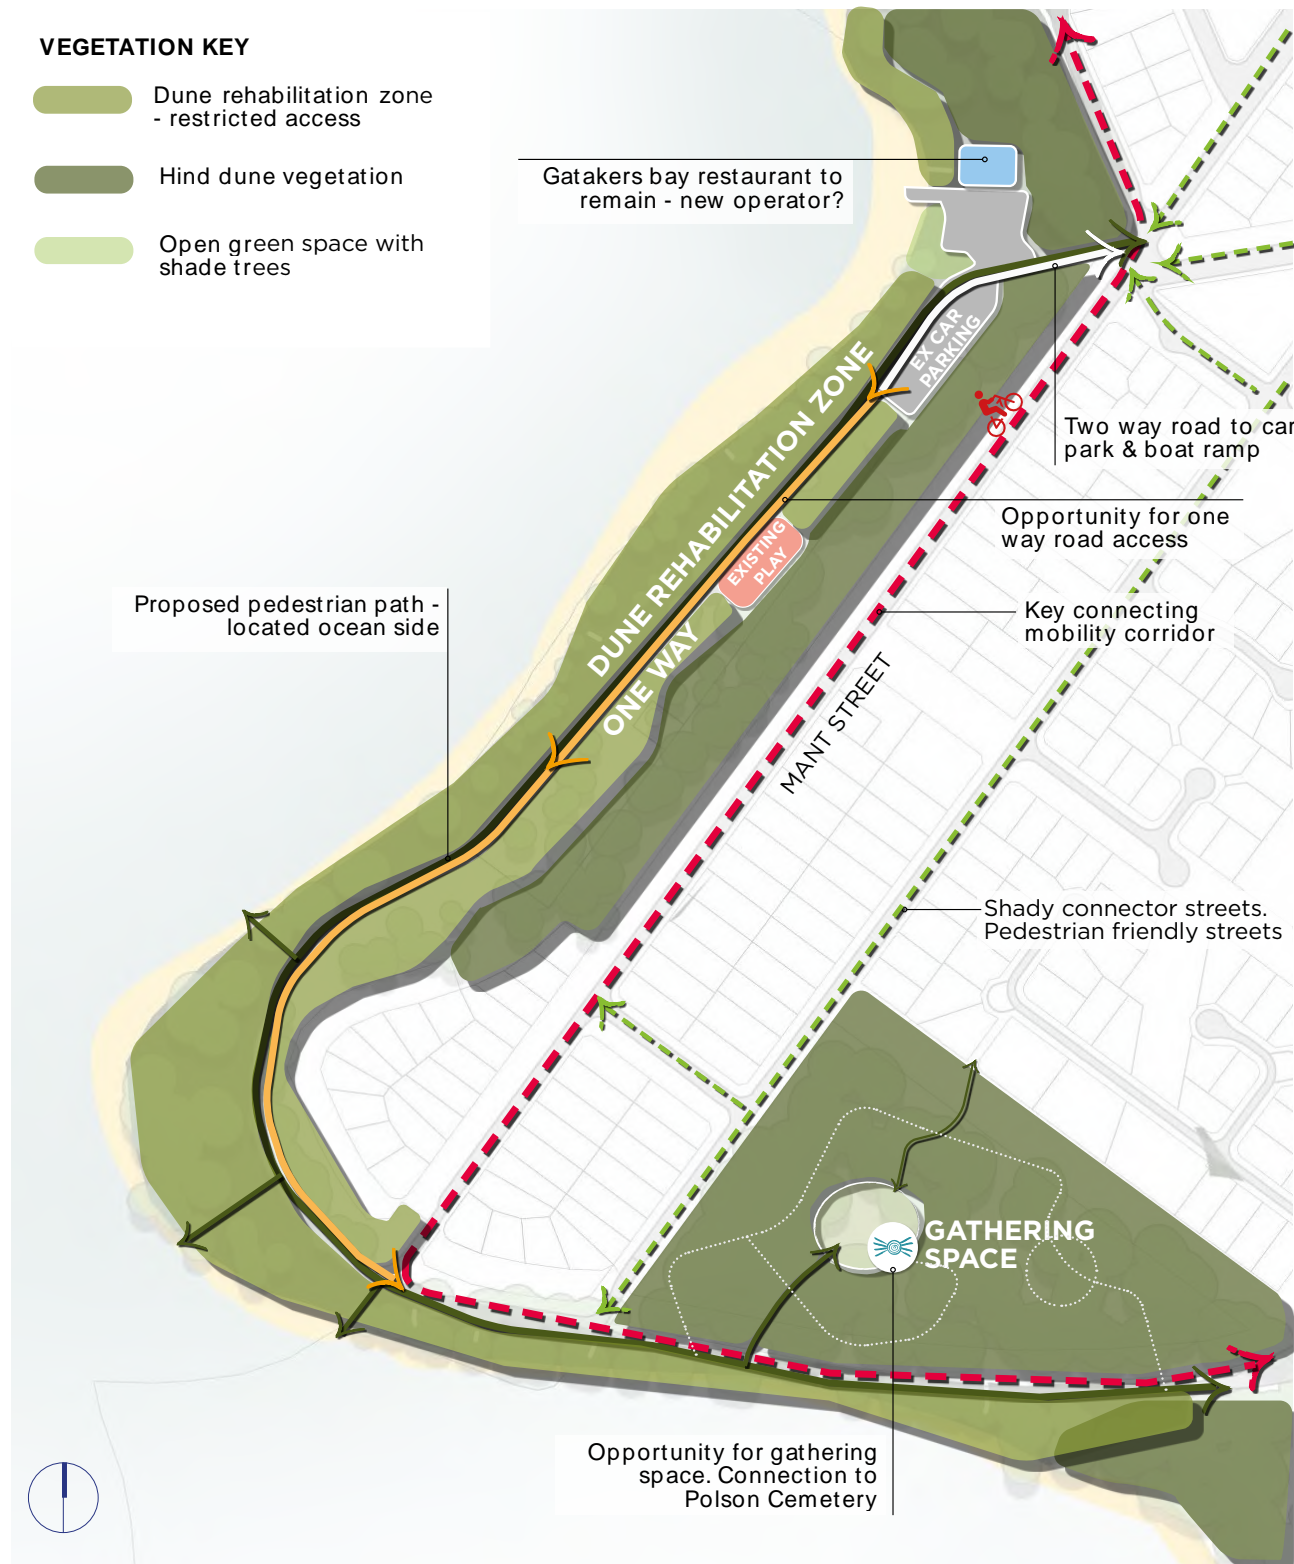 VEGETATION KEY
Dune rehabilitation zone
- restricted access
Hind dune vegetation
Open green space with
shade trees
Gatakers bay restaurant to
remain - new operator?
EX CAR
PARKING
Two way road to car
park & boat ramp
DUNE REHABILITATION ZONE
Opportunity for one
way road access
EXISTING
PLAY
Proposed pedestrian path -
located ocean side
Key connecting
mobility corridor
ONE WAY
MANT STREET
Shady connector streets.
Pedestrian friendly streets
GATHERING
SPACE
Opportunity for gathering
space. Connection to
Polson Cemetery